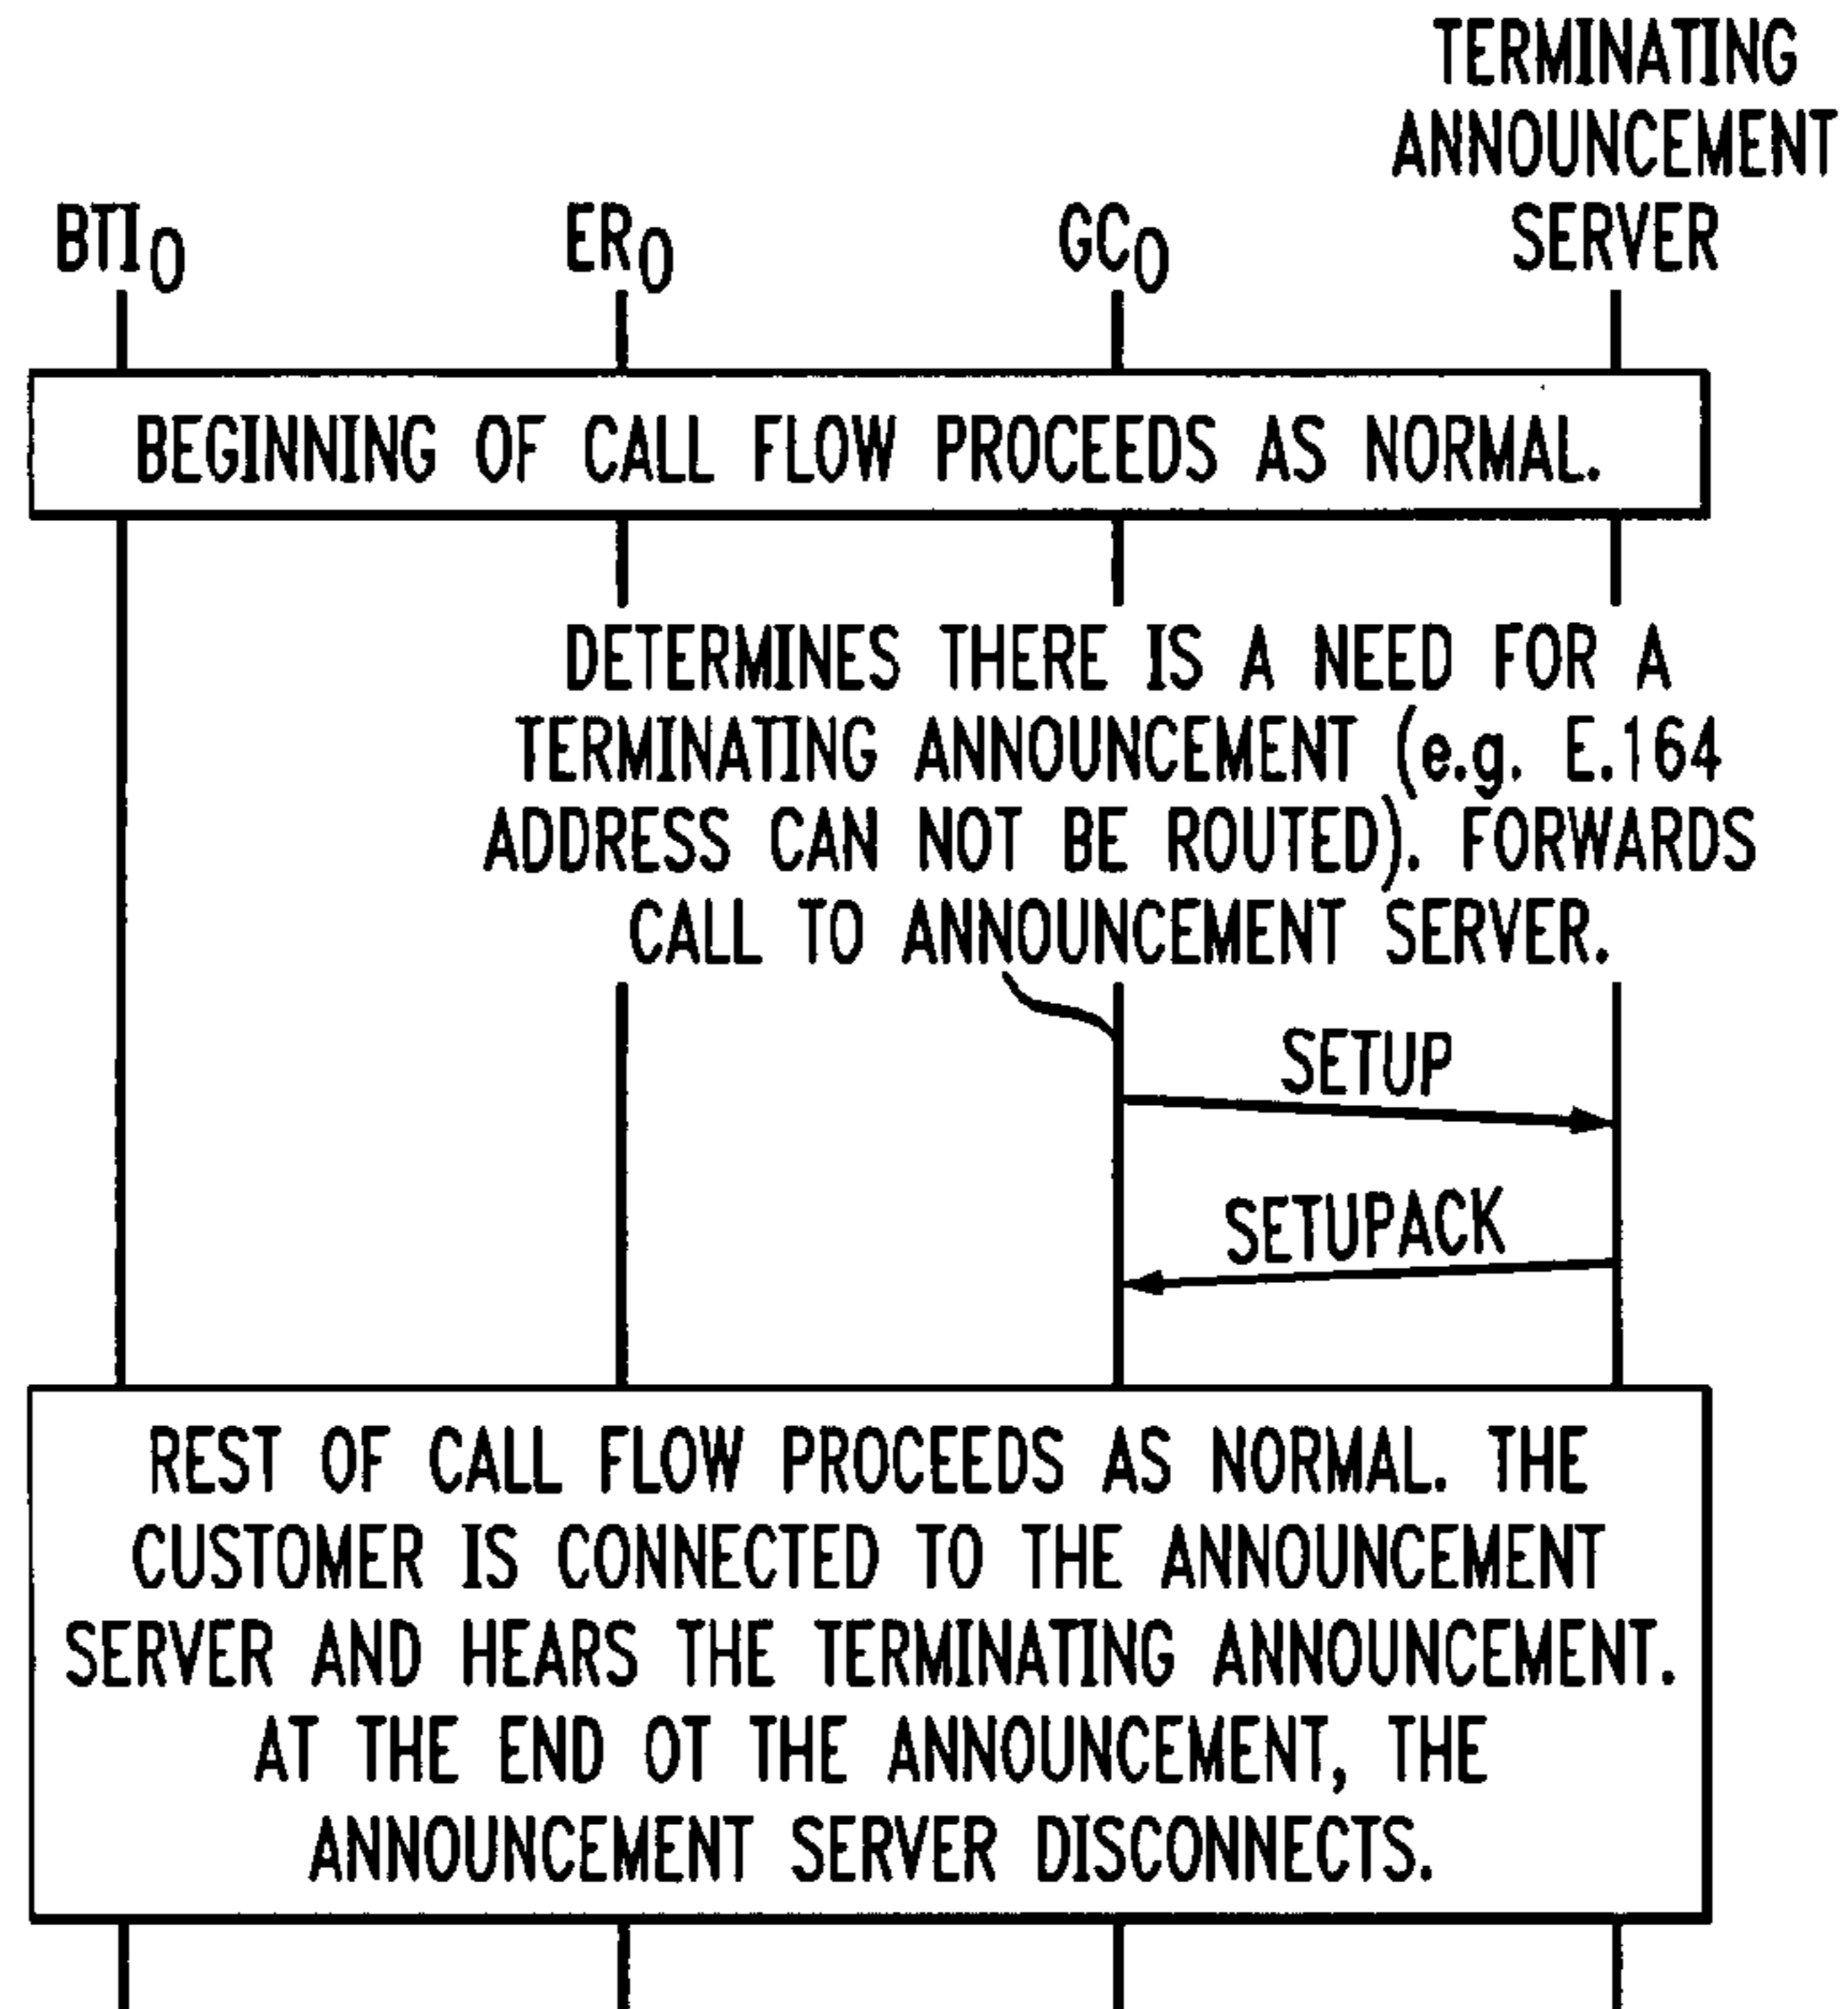 TERMINATING
ANNOUNCEMENT
SERVER
BTI0 ER0 GC0
BEGINNING OF CALL FLOW PROCEEDS AS NORMAL.
DETERMINES THERE IS A NEED FOR A
TERMINATING ANNOUNCEMENT (e.g. E.164
ADDRESS CAN NOT BE ROUTED). FORWARDS
CALL TO ANNOUNCEMENT SERVER.
SETUP
SETUPACK
REST OF CALL FLOW PROCEEDS AS NORMAL. THE
CUSTOMER IS CONNECTED TO THE ANNOUNCEMENT
SERVER AND HEARS THE TERMINATING ANNOUNCEMENT.
AT THE END OT THE ANNOUNCEMENT, THE
ANNOUNCEMENT SERVER DISCONNECTS.